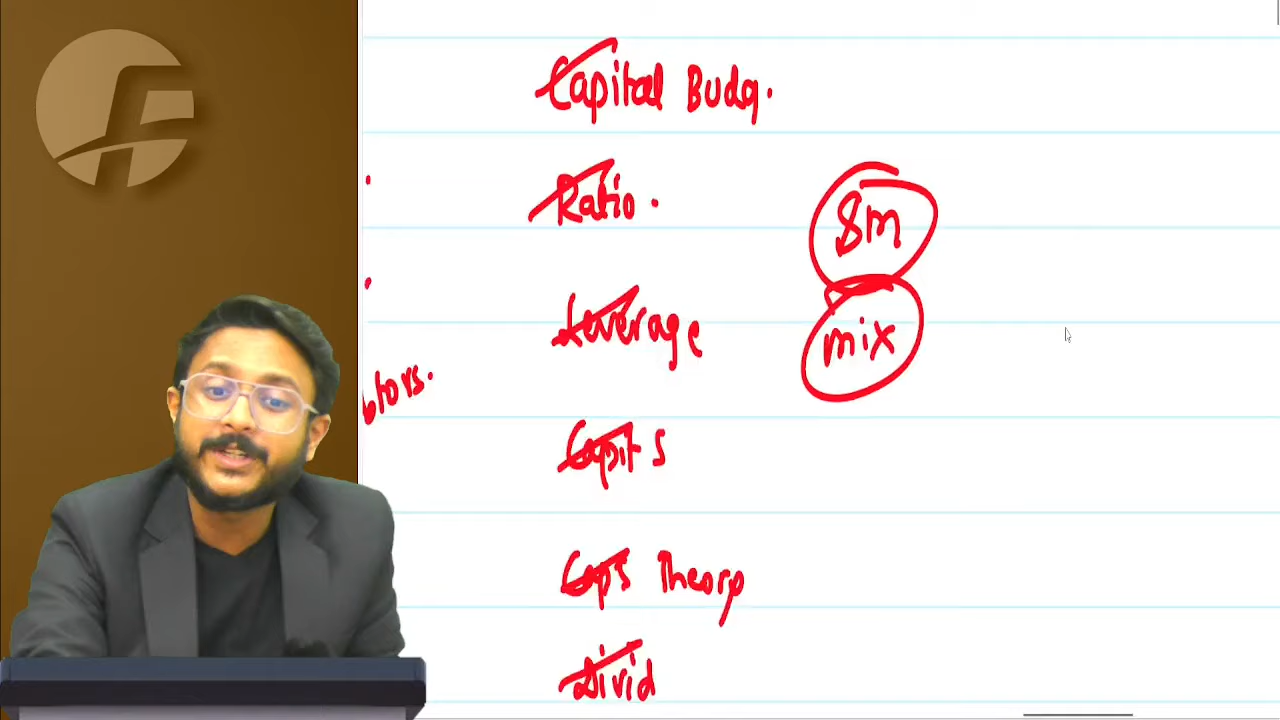 Capital Budg.
Ratio.
8m
Leverage
mix
Capit S
Caps Theory
Divid